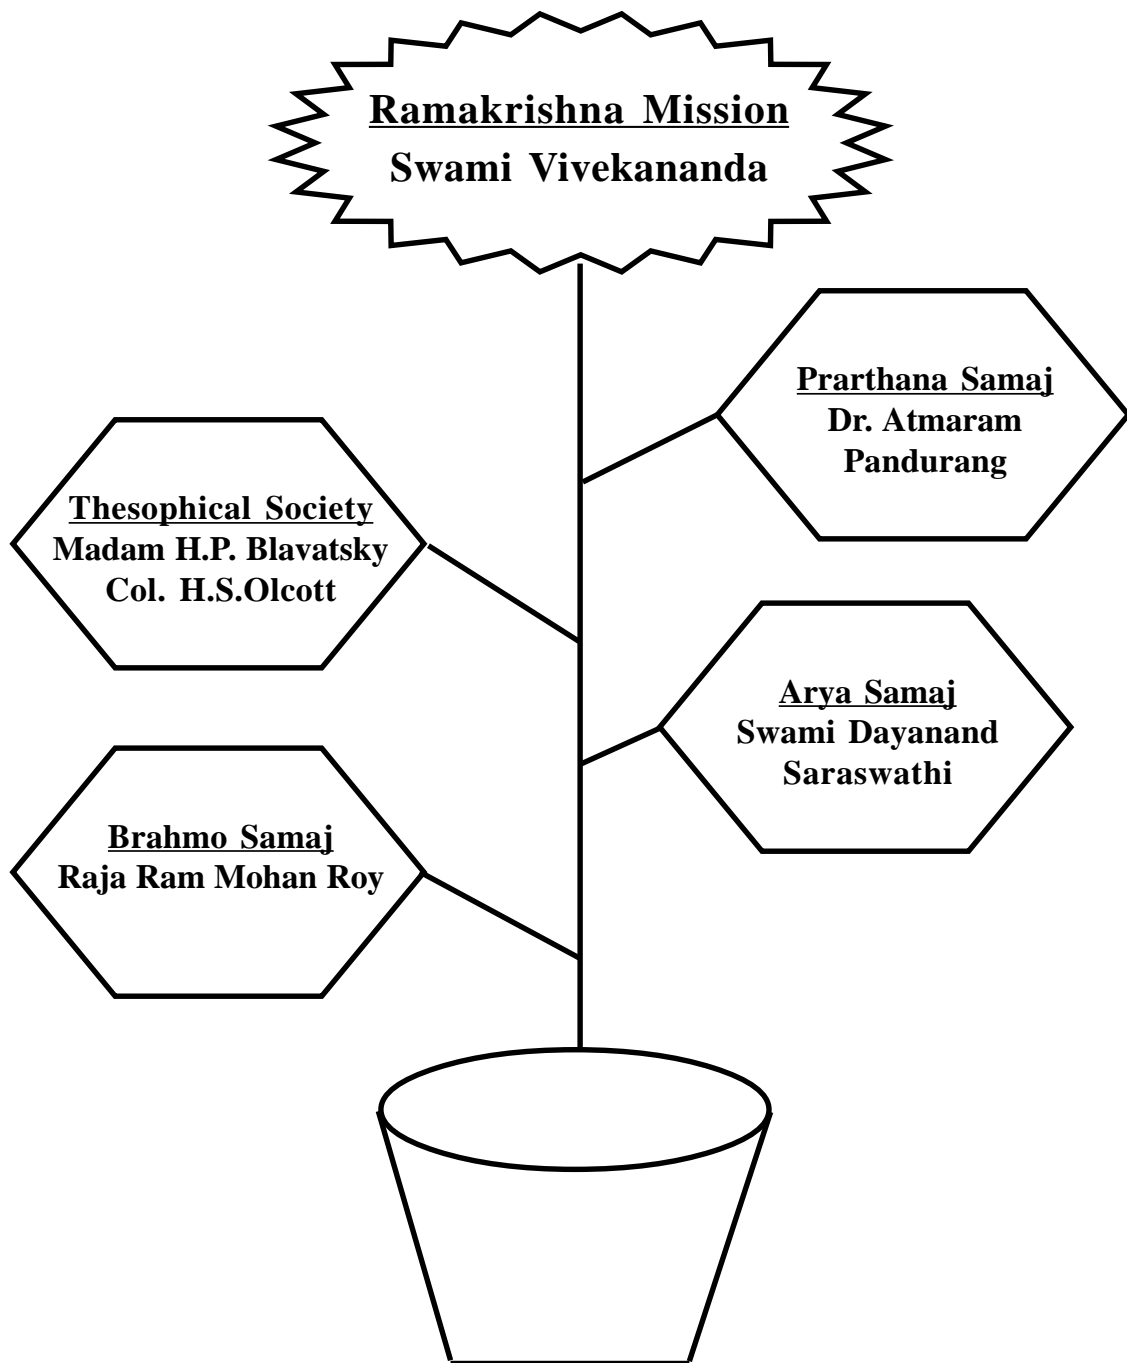 Ramakrishna Mission
Swami Vivekananda
Prarthana Samaj
Dr. Atmaram
Pandurang
Thesophical Society
Madam H.P. Blavatsky
Col. H.S.Olcott
Arya Samaj
Swami Dayanand
Saraswathi
Brahmo Samaj
Raja Ram Mohan Roy